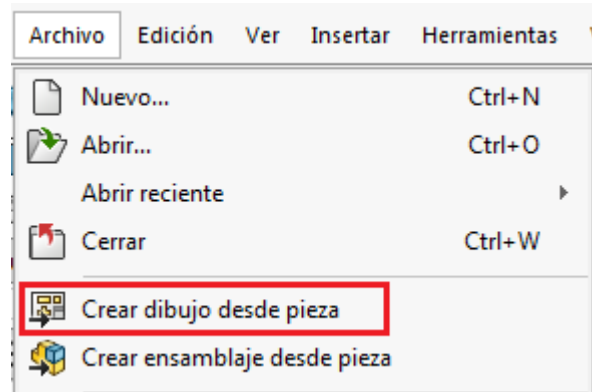 Archivo Edición Ver Insertar Herramientas
Nuevo... Ctrl+N
Abrir... Ctrl+O
Abrir reciente
Cerrar Ctrl+W
Crear dibujo desde pieza
Crear ensamblaje desde pieza